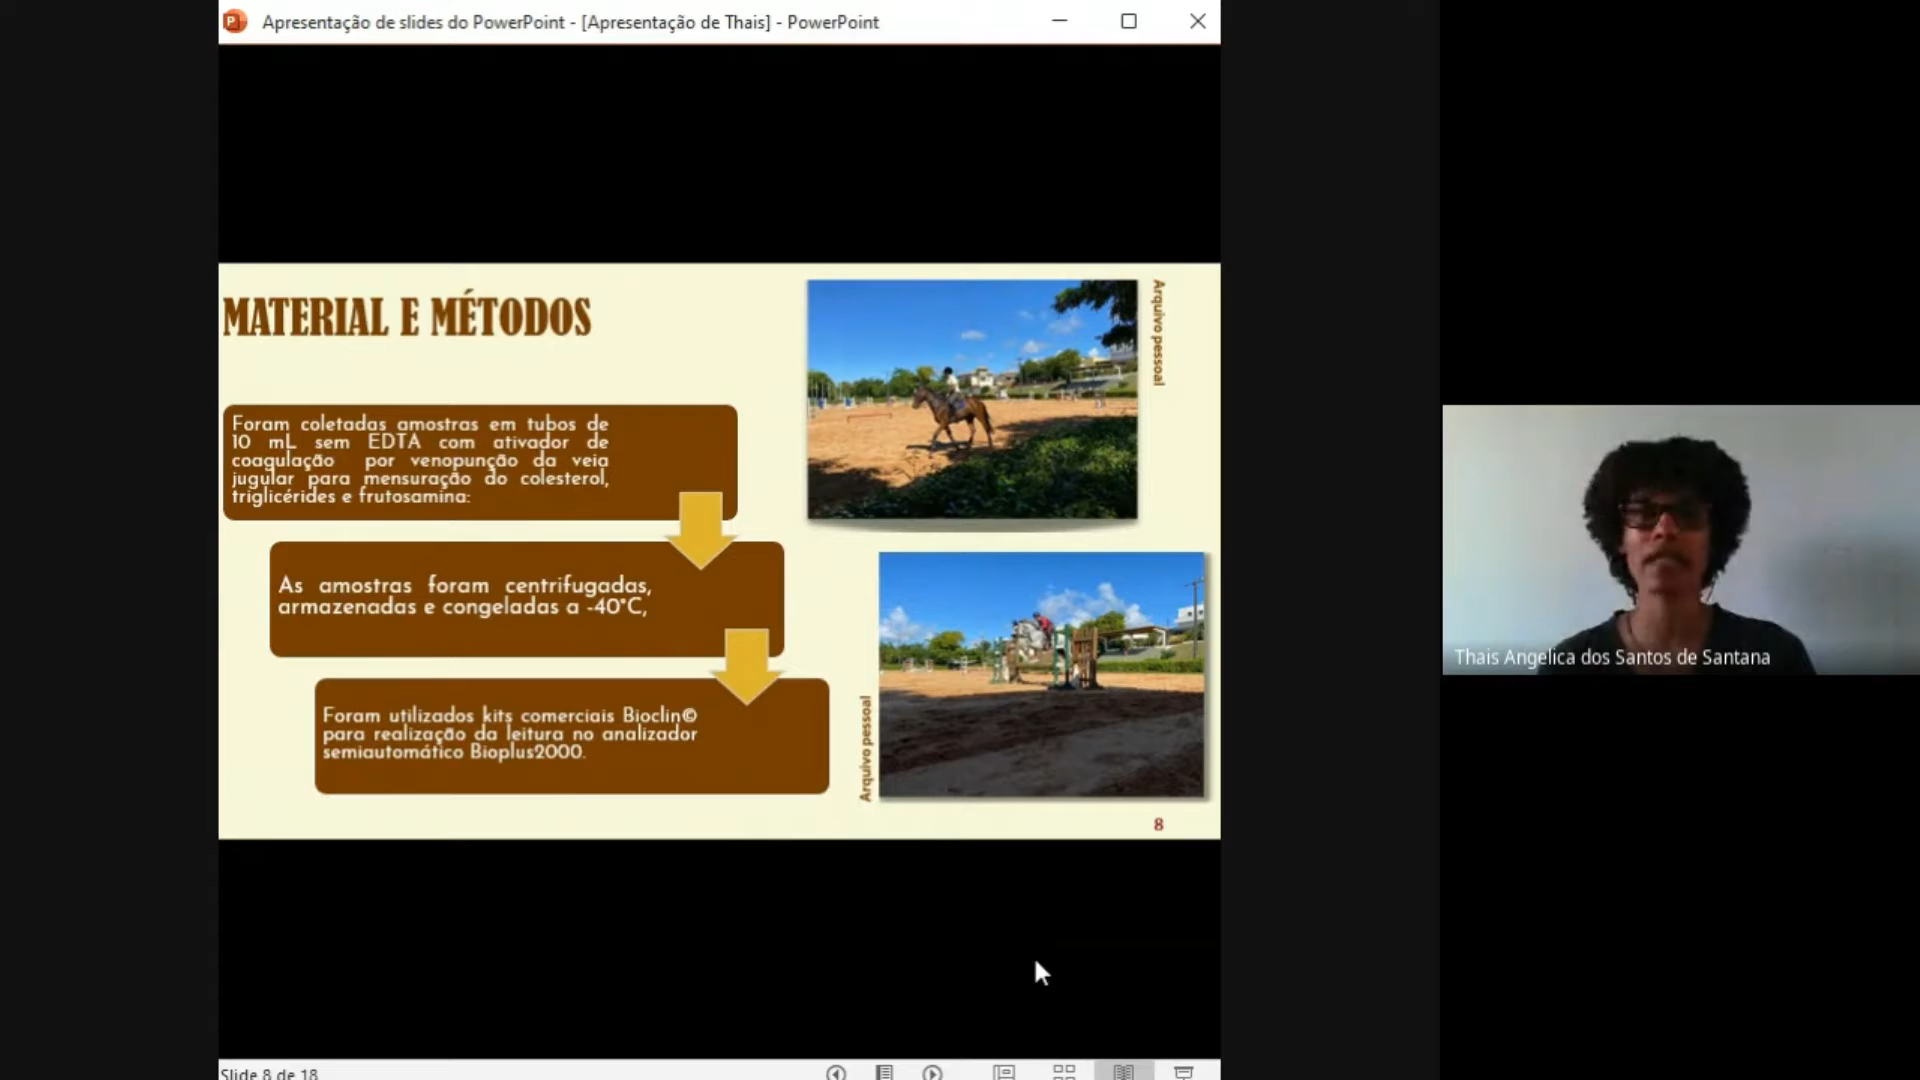 Apresentação de slides do PowerPoint - [Apresentação de Thais] - PowerPoint
MATERIAL E MÉTODOS
Foram coletadas amostras em tubos de
10 mL sem EDTA com ativador de
coagulação por venopunção da veia
jugular para mensuração do colesterol,
triglicérides e frutosamina:
As amostras foram centrifugadas,
armazenadas e congeladas a -40°C,
Foram utilizados kits comerciais Bioclin©
para realização da leitura no analizador
semiautomático Bioplus2000.
Arquivo pessoal
Arquivo pessoal
8
Thais Angelica dos Santos de Santana
Slide 8 de 18